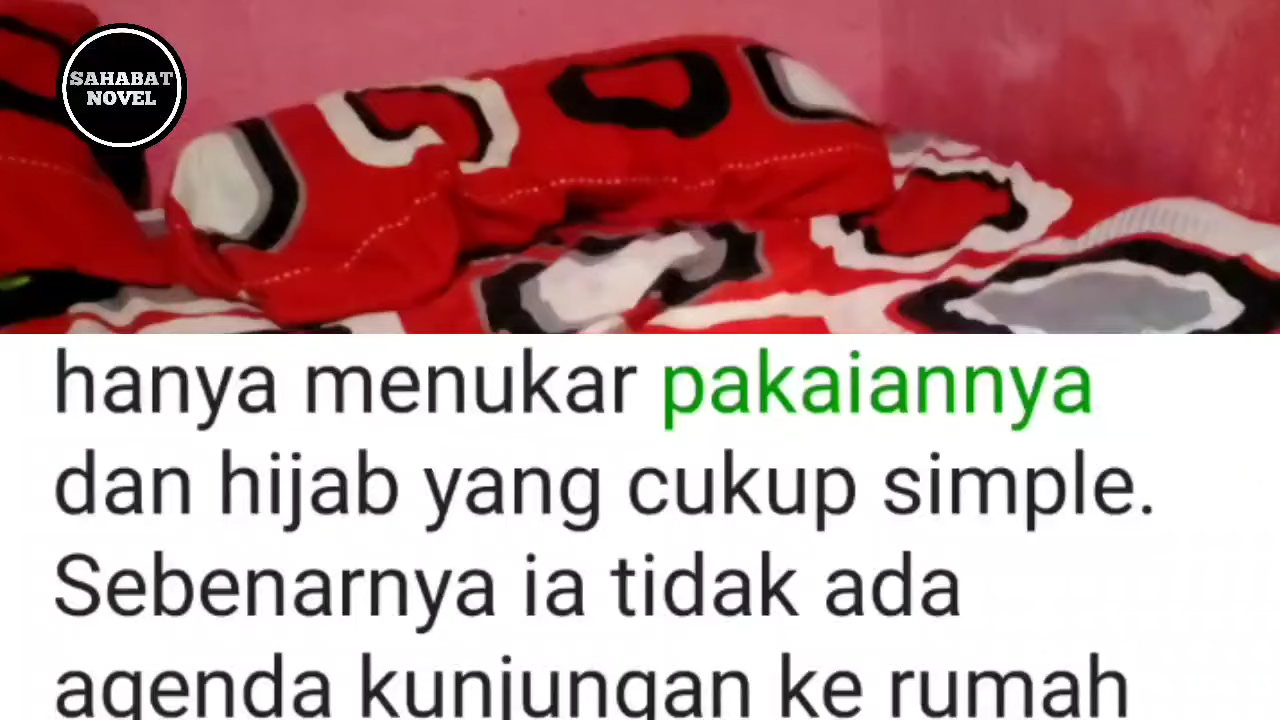 SAHABAT
NOVEL
hanya menukar pakaiannya
dan hijab yang cukup simple.
Sebenarnya ia tidak ada
agenda kunjungan ke rumah